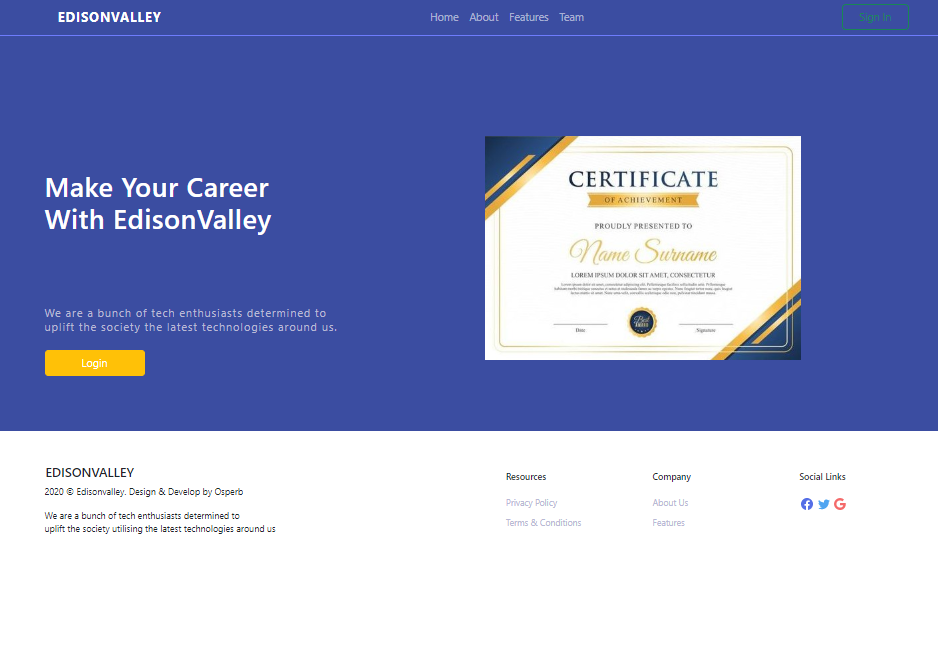 EDISONVALLEY
Home About Features Team
Sign In
Make Your Career
With EdisonValley
We are a bunch of tech enthusiasts determined to
uplift the society the latest technologies around us.
Login
CERTIFICATE
OF ACHIEVEMENT
PROUDLY PRESENTED TO
Name Surname
LOREM IPSUM DOLOR SIT AMET, CONSECTETUR
Date
Signature
EDISONVALLEY
2020 © Edisonvalley. Design & Develop by Osperb
We are a bunch of tech enthusiasts determined to
uplift the society utilising the latest technologies around us
Resources
Privacy Policy
Terms & Conditions
Company
About Us
Features
Social Links